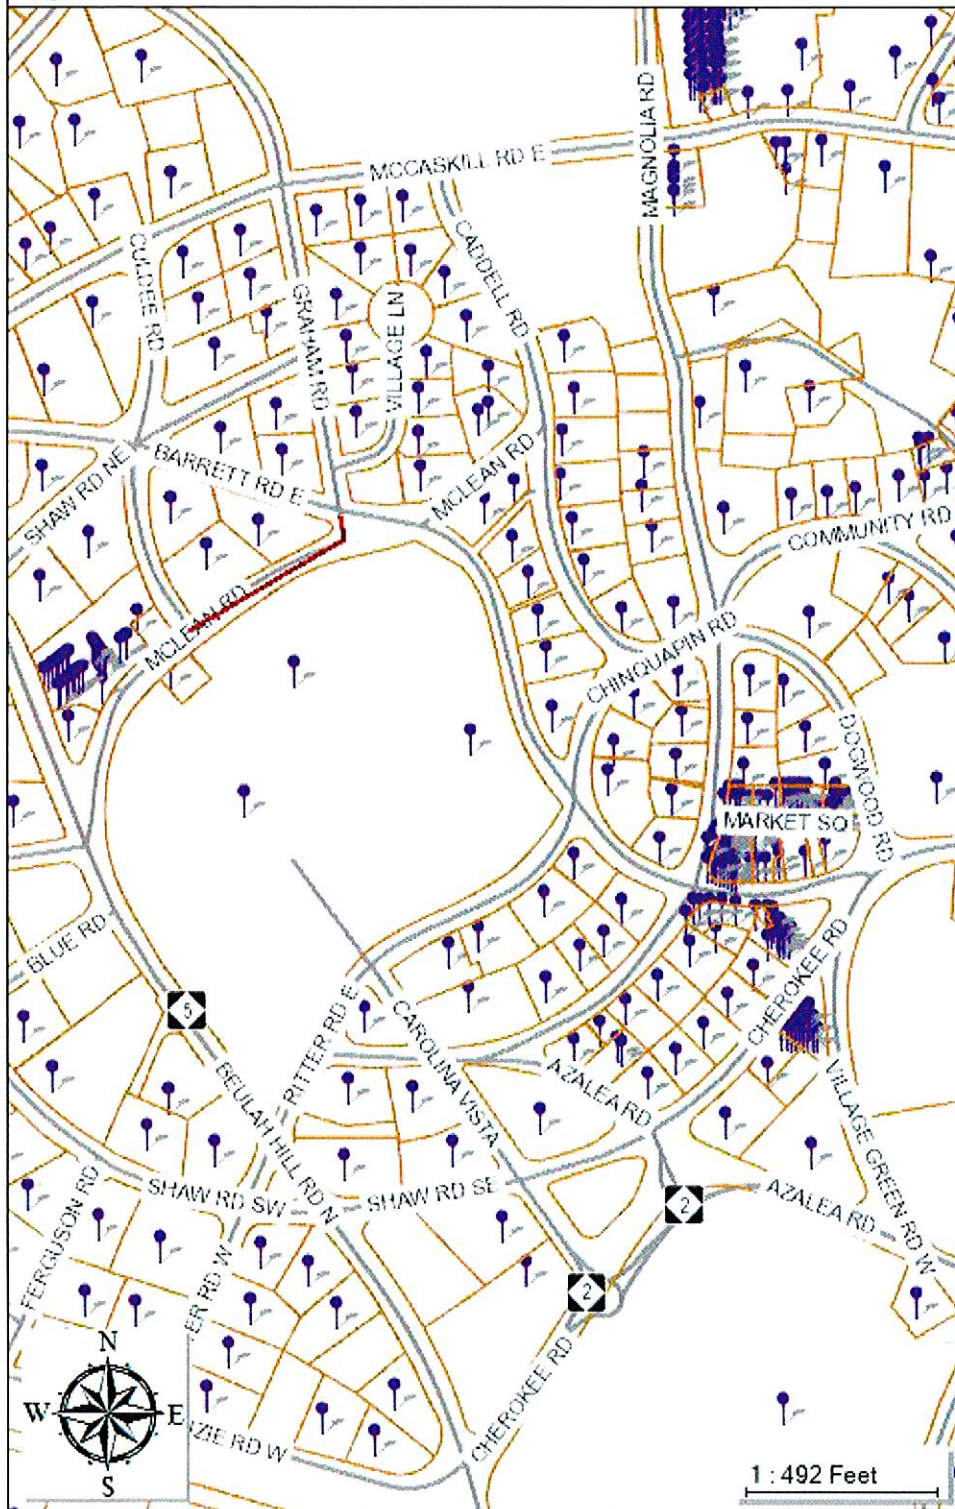 MAGNOLIA RD
MCCASKILL RD E
CULDEE RD
CADDELL RD
GRAHAM RD
VILLAGE LN
SHAW RD NE
BARRETT RD E
MCLEAN RD
COMMUNITY RD
MCLEAN RD
CHINQUAPIN RD
DOGWOOD RD
MARKET SQ
BLUE RD
5
CHEROKEE RD
RITTER RD E
CAROLINA VISTA
AZALEA RD
BEULAH HILL RD N
VILLAGE GREEN RD W
SHAW RD SW
SHAW RD SE
2
AZALEA RD
FERGUSON RD
ER RD W
2
CHEROKEE RD
N
W
E
S
ZIE RD W
1 : 492 Feet